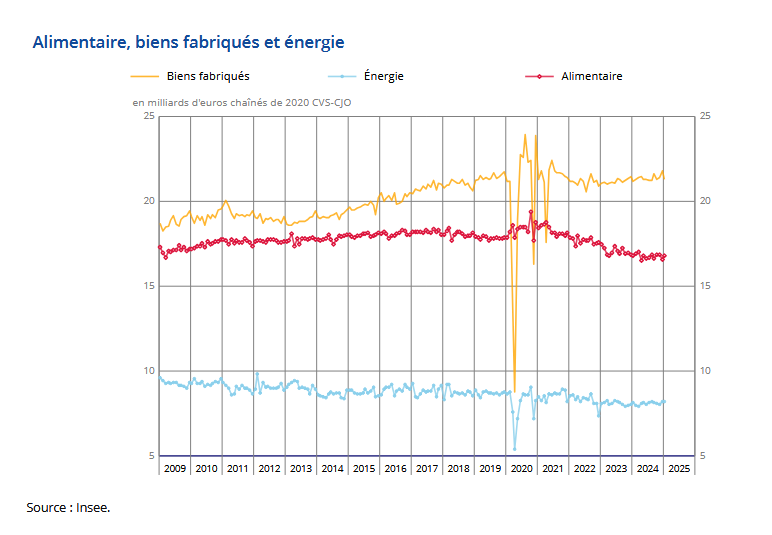 Alimentaire, biens fabriqués et énergie
Biens fabriqués Énergie Alimentaire
en milliards d'euros chaînés de 2020 CVS-CJO
25 25
20 20
15 15
10 10
5 5
2009 2010 2011 2012 2013 2014 2015 2016 2017 2018 2019 2020 2021 2022 2023 2024 2025
Source : Insee.